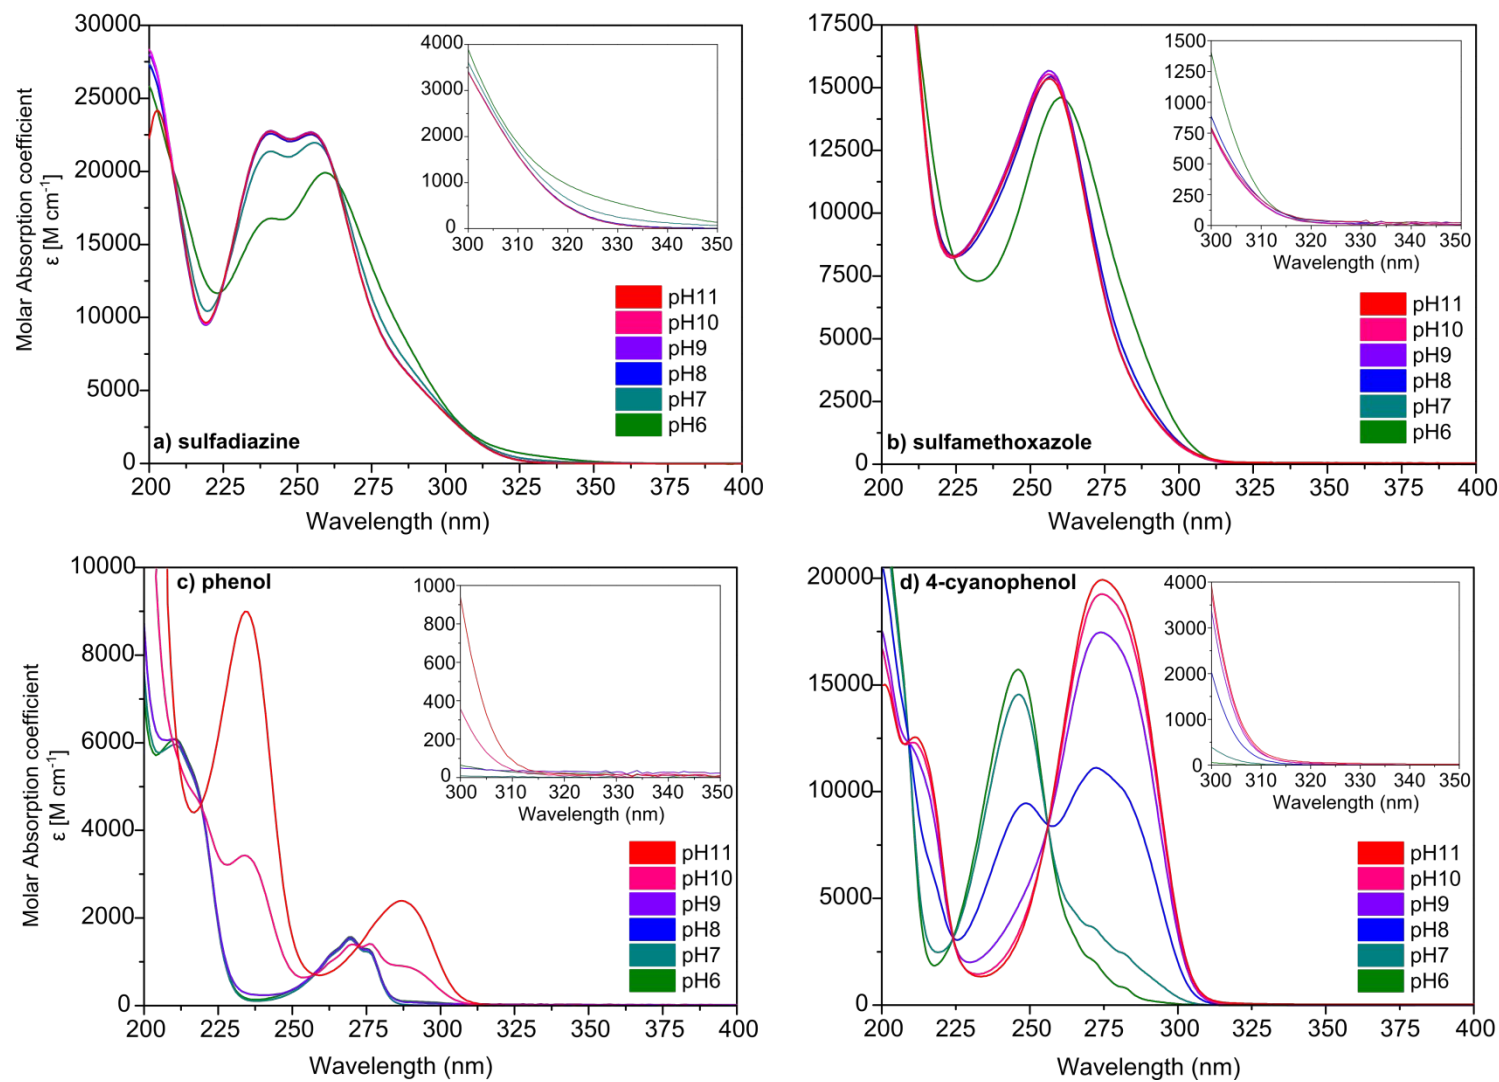 Molar Absorption coefficient
ε [M cm⁻¹]
30000
25000
20000
15000
10000
5000
0
200 225 250 275 300 325 350 375 400
Wavelength (nm)
a) sulfadiazine
4000
3000
2000
1000
0
300 310 320 330 340 350
pH11
pH10
pH9
pH8
pH7
pH6
17500
15000
12500
10000
7500
5000
2500
0
200 225 250 275 300 325 350 375 400
Wavelength (nm)
b) sulfamethoxazole
1500
1250
1000
750
500
250
0
300 310 320 330 340 350
Wavelength (nm)
pH11
pH10
pH9
pH8
pH7
pH6
Molar Absorption coefficient
ε [M cm⁻¹]
10000
8000
6000
4000
2000
0
200 225 250 275 300 325 350 375 400
Wavelength (nm)
c) phenol
1000
800
600
400
200
0
300 310 320 330 340 350
Wavelength (nm)
pH11
pH10
pH9
pH8
pH7
pH6
20000
15000
10000
5000
0
200 225 250 275 300 325 350 375 400
Wavelength (nm)
d) 4-cyanophenol
4000
3000
2000
1000
0
300 310 320 330 340 350
Wavelength (nm)
pH11
pH10
pH9
pH8
pH7
pH6